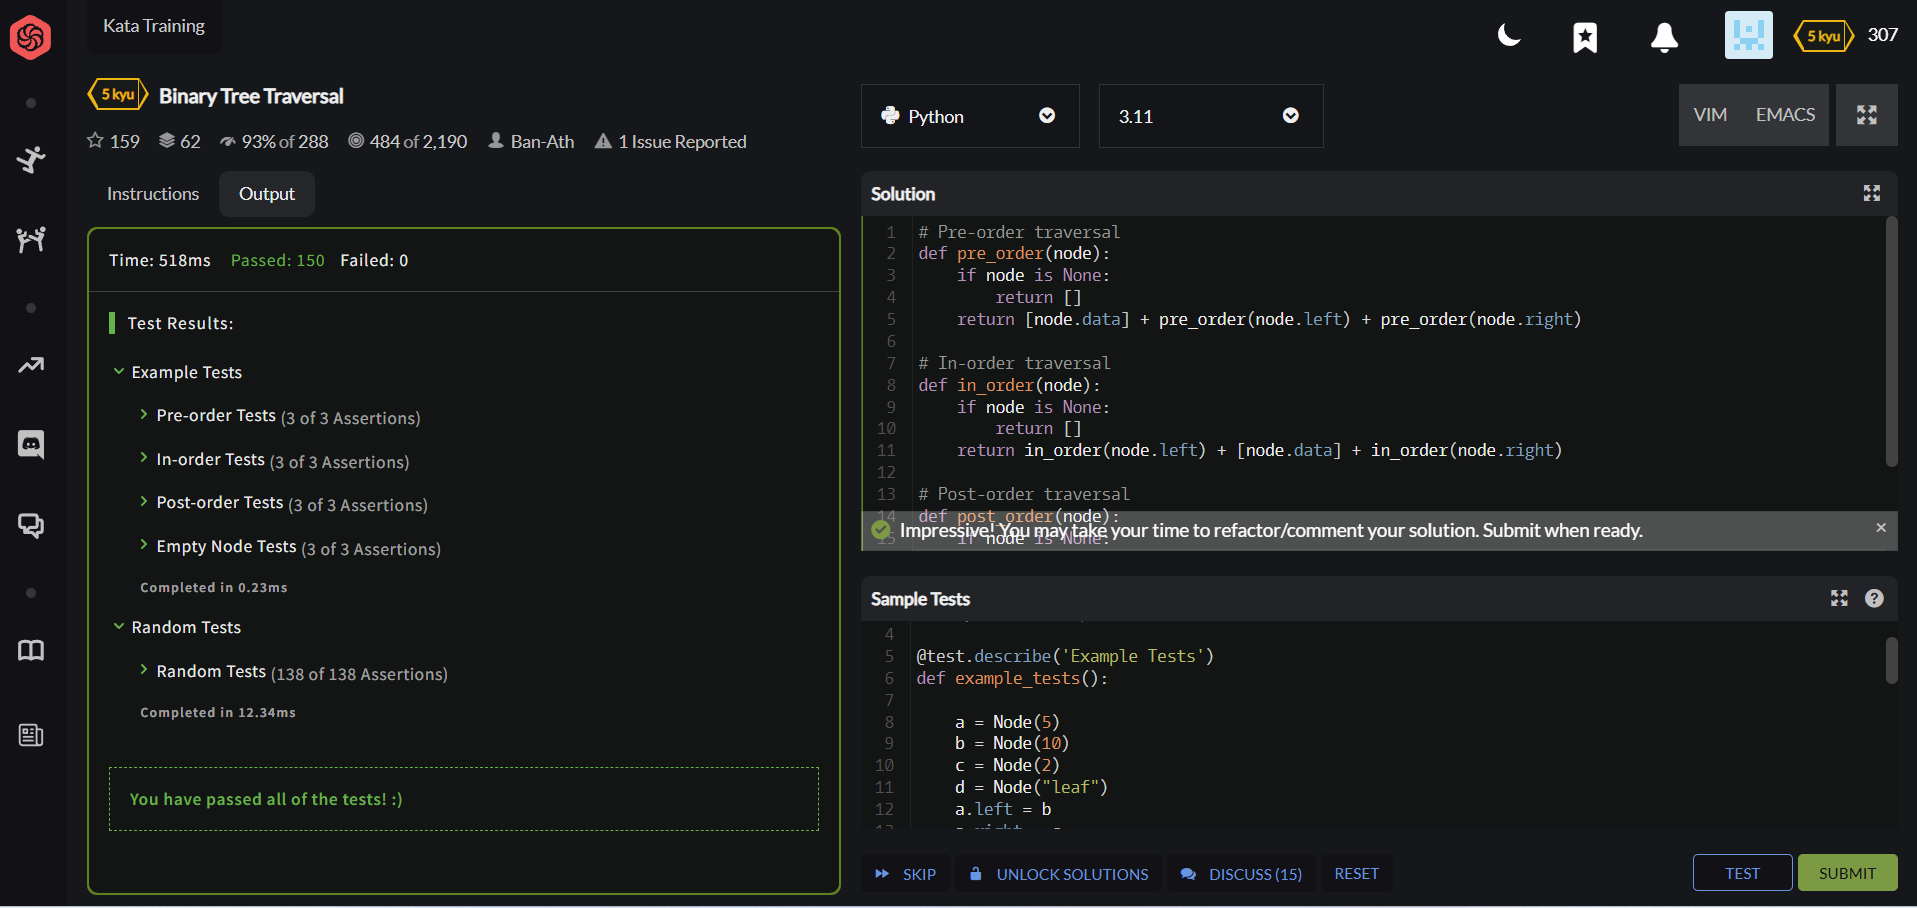 Kata Training
5 kyu 307
5 kyu Binary Tree Traversal
159 62 93% of 288 484 of 2,190 Ban-Ath 1 Issue Reported
Instructions Output
Time: 518ms Passed: 150 Failed: 0
Test Results:
Example Tests
Pre-order Tests (3 of 3 Assertions)
In-order Tests (3 of 3 Assertions)
Post-order Tests (3 of 3 Assertions)
Empty Node Tests (3 of 3 Assertions)
Completed in 0.23ms
Random Tests
Random Tests (138 of 138 Assertions)
Completed in 12.34ms
You have passed all of the tests! :)
Python 3.11 VIM EMACS
Solution
1 # Pre-order traversal
2 def pre_order(node):
3     if node is None:
4         return []
5     return [node.data] + pre_order(node.left) + pre_order(node.right)
6
7 # In-order traversal
8 def in_order(node):
9     if node is None:
10         return []
11     return in_order(node.left) + [node.data] + in_order(node.right)
12
13 # Post-order traversal
14 def post_order(node):
Impressive! You may take your time to refactor/comment your solution. Submit when ready.
15     if node is None:
Sample Tests
4
5 @test.describe('Example Tests')
6 def example_tests():
7
8     a = Node(5)
9     b = Node(10)
10     c = Node(2)
11     d = Node("leaf")
12     a.left = b
SKIP UNLOCK SOLUTIONS DISCUSS (15) RESET TEST SUBMIT